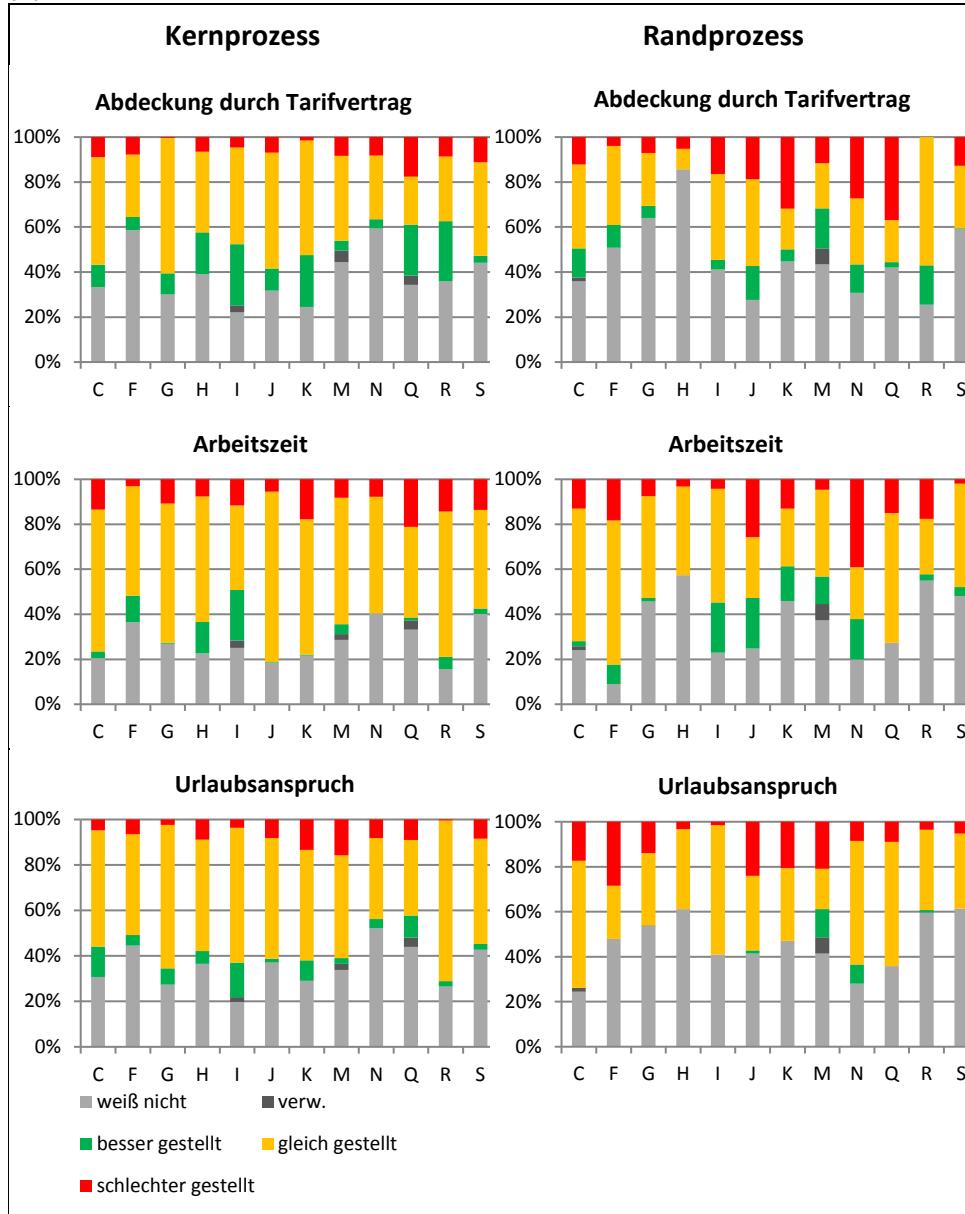 Kernprozess
Randprozess
Abdeckung durch Tarifvertrag
100%
80%
60%
40%
20%
0%
C F G H I J K M N Q R S
Abdeckung durch Tarifvertrag
100%
80%
60%
40%
20%
0%
C F G H I J K M N Q R S
Arbeitszeit
100%
80%
60%
40%
20%
0%
C F G H I J K M N Q R S
Arbeitszeit
100%
80%
60%
40%
20%
0%
C F G H I J K M N Q R S
Urlaubsanspruch
100%
80%
60%
40%
20%
0%
C F G H I J K M N Q R S
Urlaubsanspruch
100%
80%
60%
40%
20%
0%
C F G H I J K M N Q R S
weiß nicht
verw.
besser gestellt
gleich gestellt
schlechter gestellt